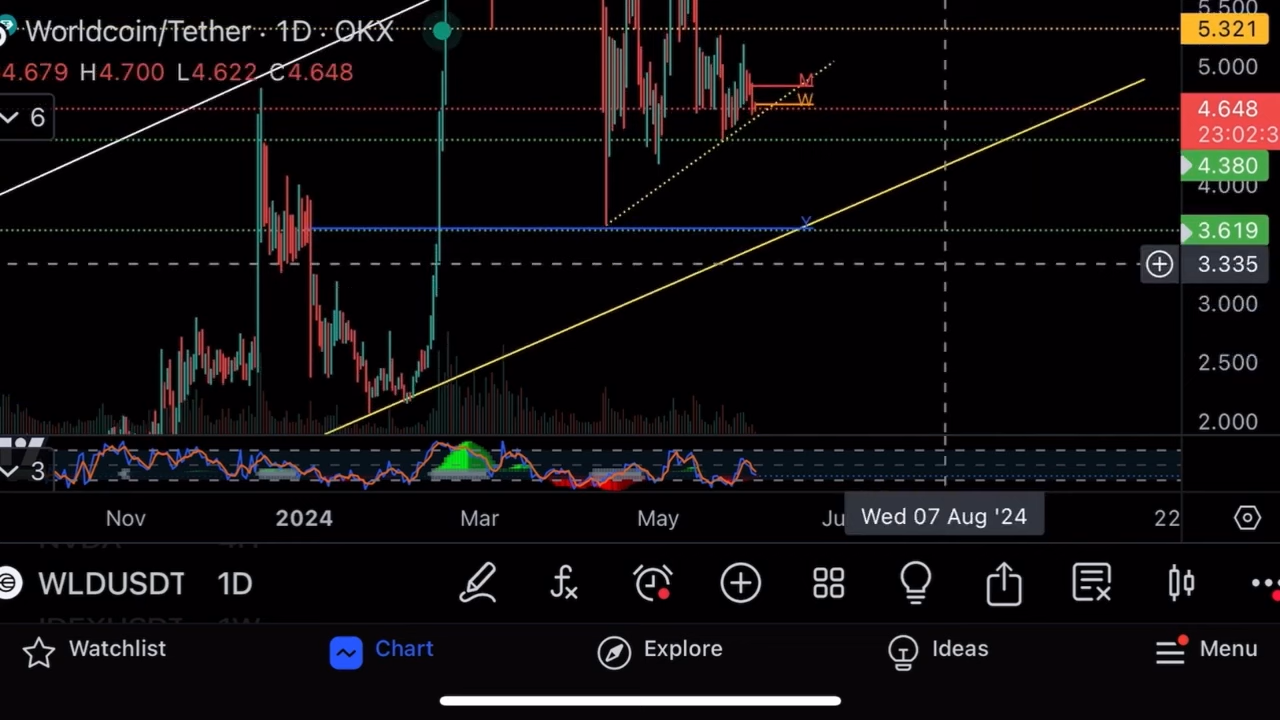 5.500
Worldcoin/Tether · 1D · OKX
5.321
4.679 H4.700 L4.622 C4.648
5.000
M
W
6
4.648
23:02:3
4.380
4.000
Y
3.619
3.335
3.000
2.500
2.000
3
Nov 2024 Mar May Ju Wed 07 Aug '24 22
WLDUSDT 1D
Watchlist Chart Explore Ideas Menu